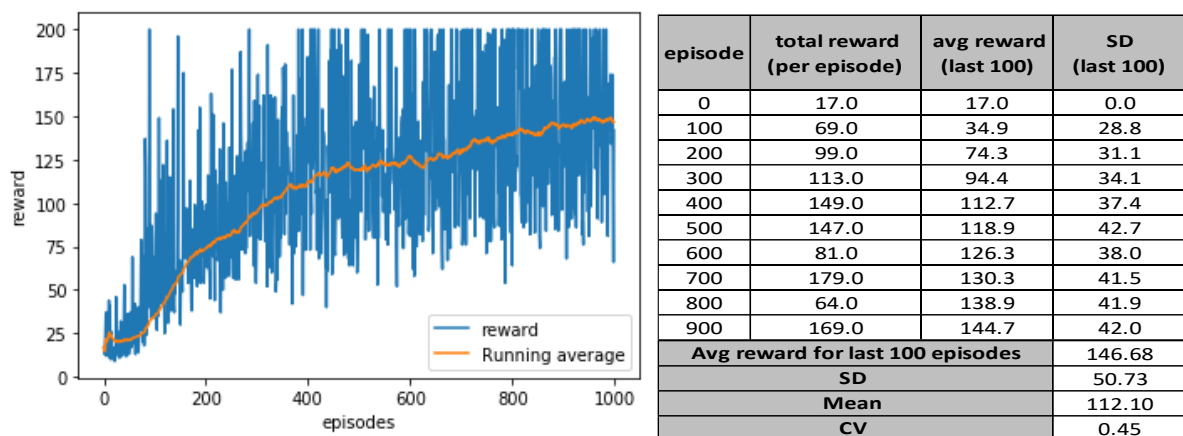 200
175
150
125
100
75
50
25
0
reward
reward
Running average
0 200 400 600 800 1000
episodes
episode total reward (per episode) avg reward (last 100) SD (last 100)
0 17.0 17.0 0.0
100 69.0 34.9 28.8
200 99.0 74.3 31.1
300 113.0 94.4 34.1
400 149.0 112.7 37.4
500 147.0 118.9 42.7
600 81.0 126.3 38.0
700 179.0 130.3 41.5
800 64.0 138.9 41.9
900 169.0 144.7 42.0
Avg reward for last 100 episodes 146.68
SD 50.73
Mean 112.10
CV 0.45